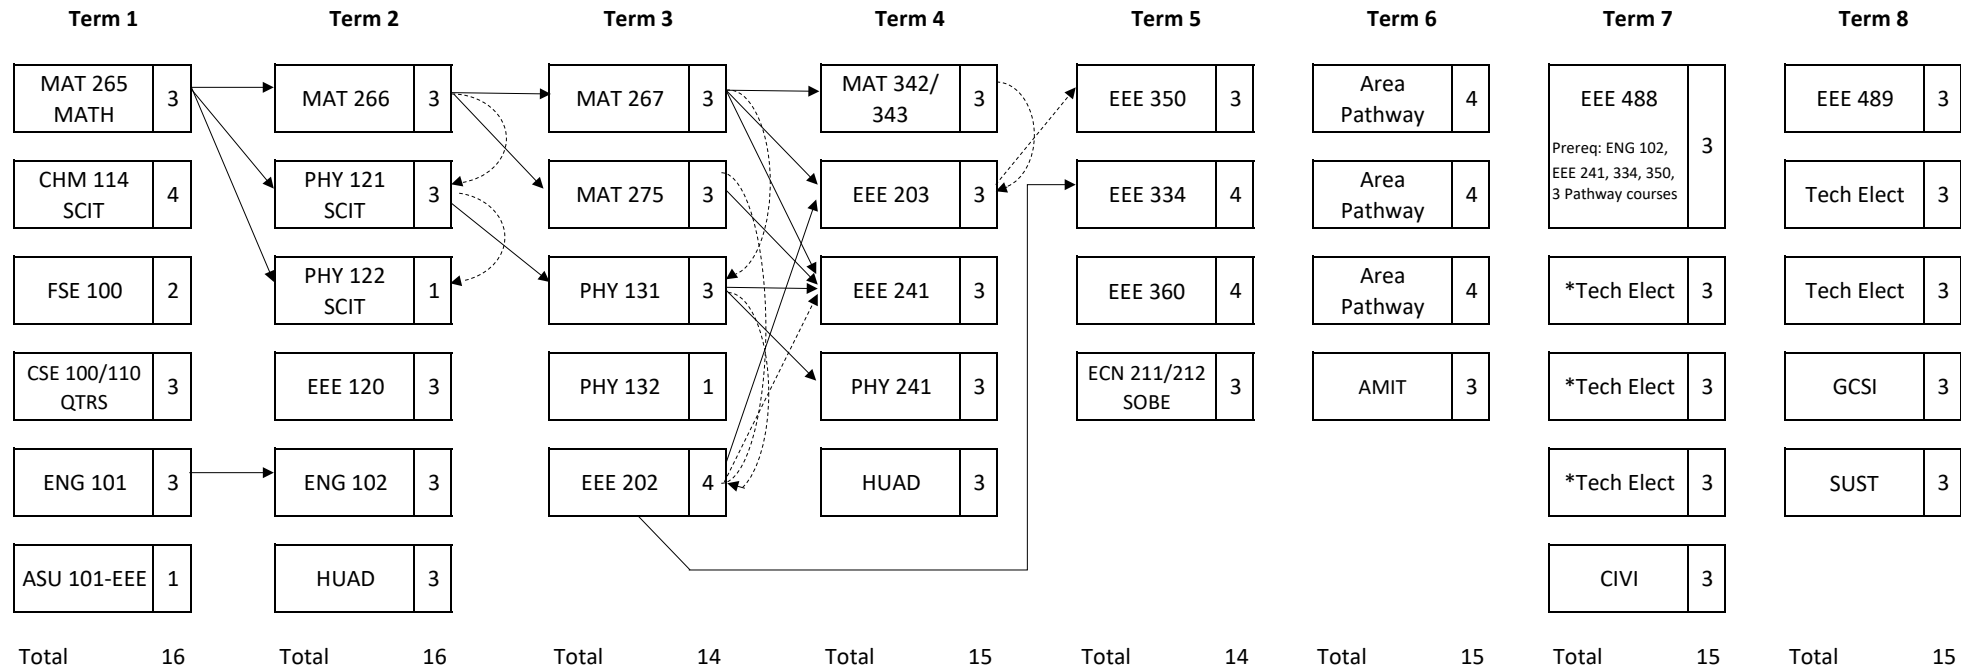 Term 1
Term 2
Term 3
Term 4
Term 5
Term 6
Term 7
Term 8
MAT 265
MATH
3
MAT 266
3
MAT 267
3
MAT 342/
343
3
EEE 350
3
Area
Pathway
4
EEE 488
Prereq: ENG 102,
EEE 241, 334, 350,
3 Pathway courses
3
EEE 489
3
CHM 114
SCIT
4
PHY 121
SCIT
3
MAT 275
3
EEE 203
3
EEE 334
4
Area
Pathway
4
Tech Elect
3
FSE 100
2
PHY 122
SCIT
1
PHY 131
3
EEE 241
3
EEE 360
4
Area
Pathway
4
*Tech Elect
3
Tech Elect
3
CSE 100/110
QTRS
3
EEE 120
3
PHY 132
1
PHY 241
3
ECN 211/212
SOBE
3
AMIT
3
*Tech Elect
3
GCSI
3
ENG 101
3
ENG 102
3
EEE 202
4
HUAD
3
*Tech Elect
3
SUST
3
ASU 101-EEE
1
HUAD
3
CIVI
3
Total 16
Total 16
Total 14
Total 15
Total 14
Total 15
Total 15
Total 15